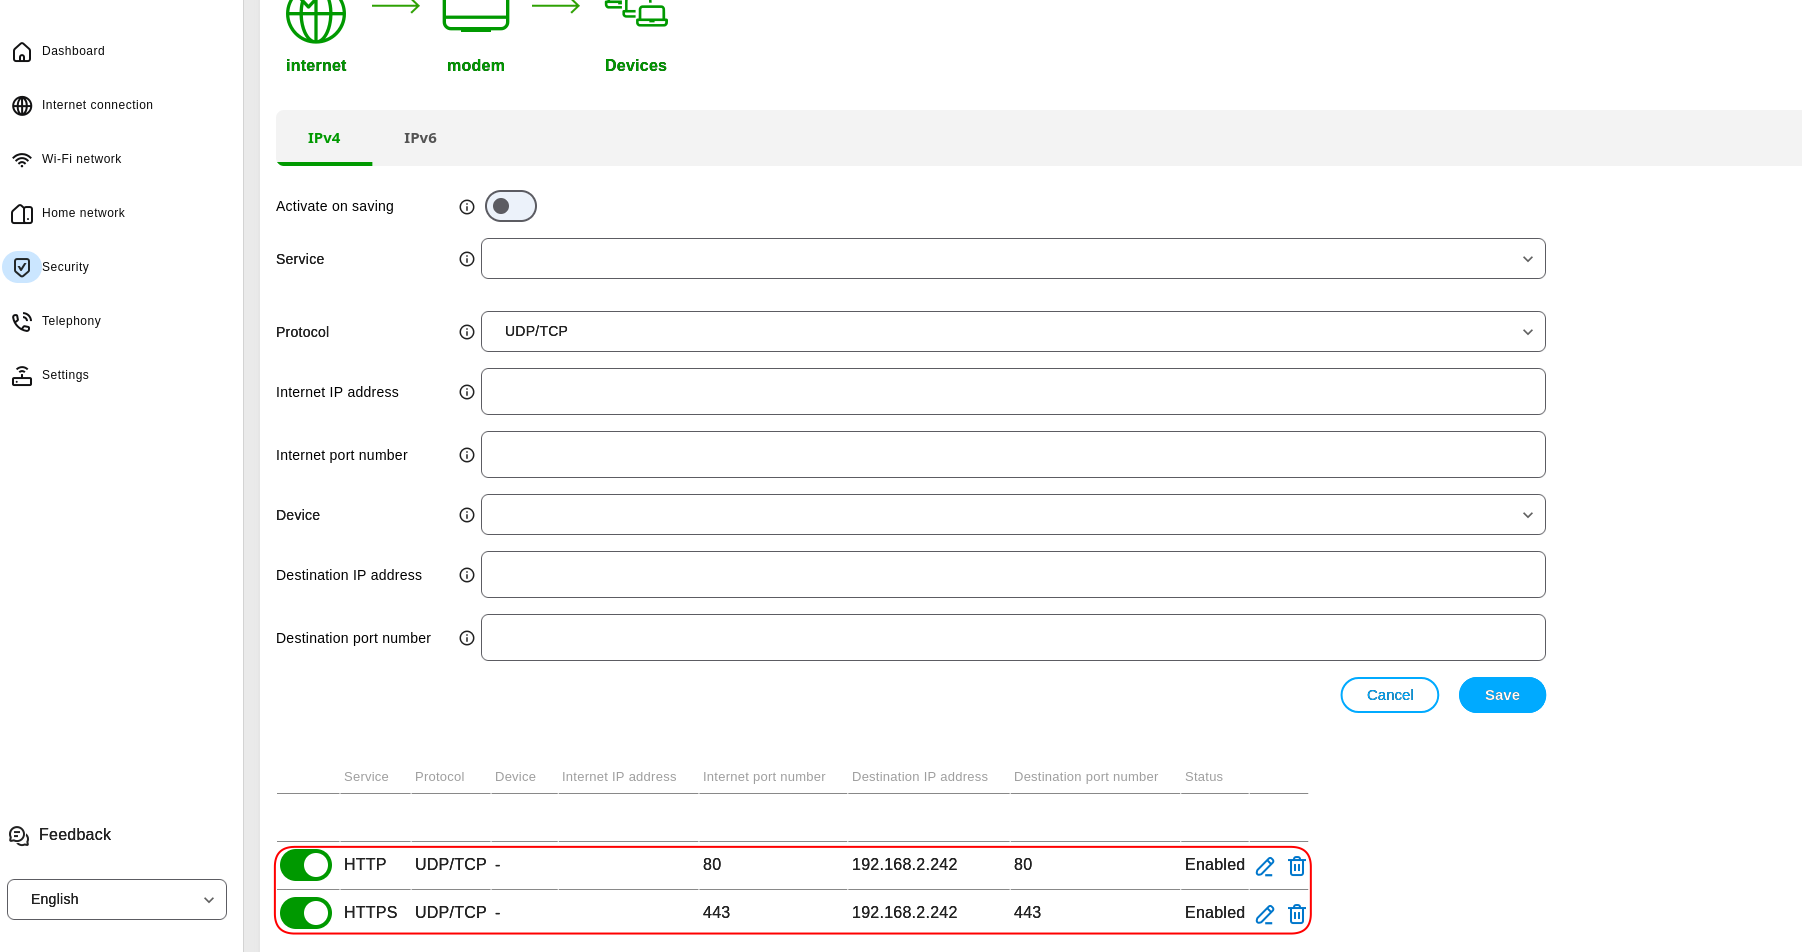 internet
modem
Devices
Dashboard
Internet connection
Wi-Fi network
Home network
Security
Telephony
Settings
Feedback
English
IPv4 IPv6
Activate on saving
Service
Protocol UDP/TCP
Internet IP address
Internet port number
Device
Destination IP address
Destination port number
Cancel Save
Service Protocol Device Internet IP address Internet port number Destination IP address Destination port number Status
HTTP UDP/TCP - 80 192.168.2.242 80 Enabled
HTTPS UDP/TCP - 443 192.168.2.242 443 Enabled